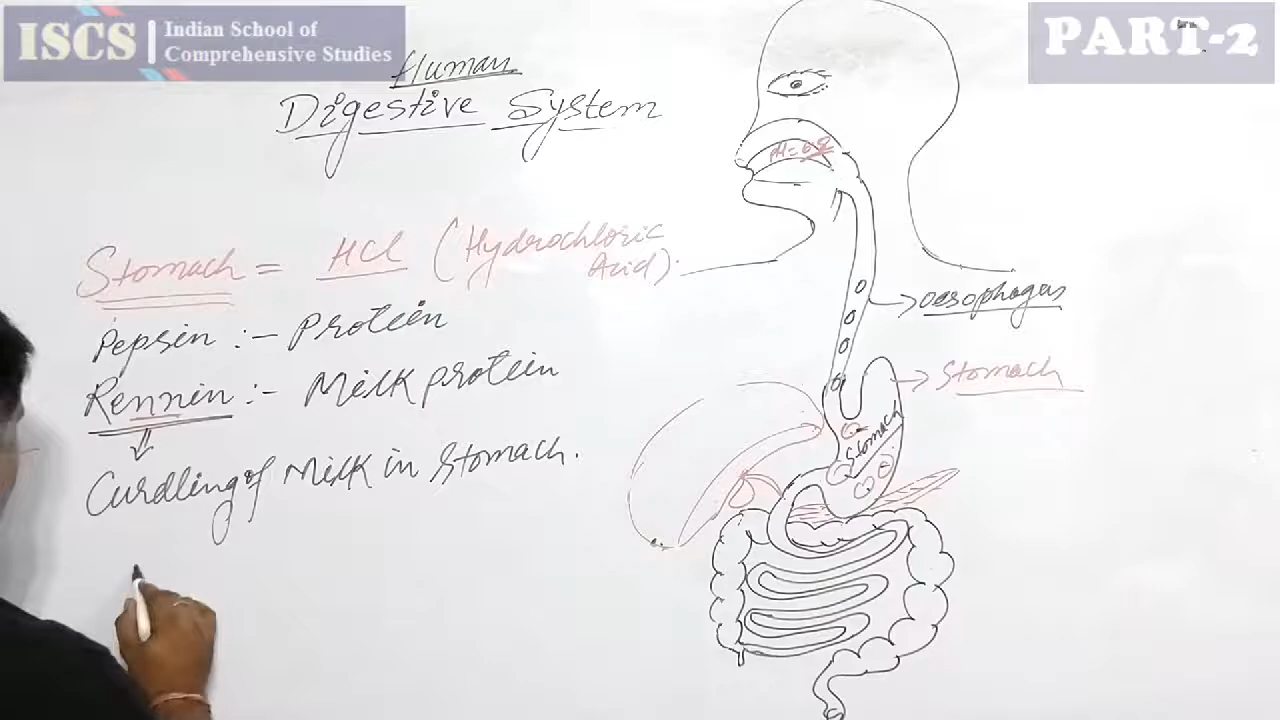 ISCS
Indian School of
Comprehensive Studies
PART-2
Human
Digestive System
Stomach = HCl (Hydrochloric
Acid).
Pepsin :- Protein
Rennin :- Milk protein
Curdling of Milk in Stomach.
Oesophagus
Stomach
Stomach